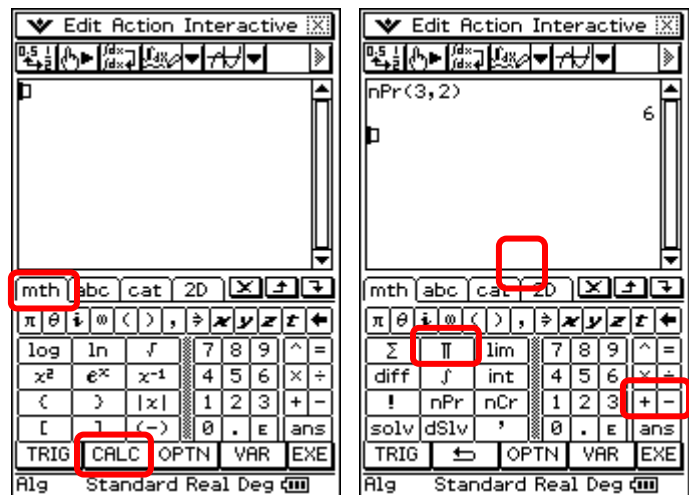 Edit Action Interactive
mth abc cat 2D
π θ i ∞ ( ) , ⇒ x y z t ←
log ln √ 7 8 9 ^ =
x² eˣ x⁻¹ 4 5 6 × ÷
( ) |x| 1 2 3 + -
[ ] (-) 0 . E ans
TRIG CALC OPTN VAR EXE
Alg Standard Real Deg
Edit Action Interactive
nPr(3,2)
6
mth abc cat 2D
π θ i ∞ ( ) , ⇒ x y z t ←
Σ Π lim 7 8 9 ^ =
diff ∫ int 4 5 6 × ÷
! nPr nCr 1 2 3 + -
solv dSlv ' 0 . E ans
TRIG OPTN VAR EXE
Alg Standard Real Deg